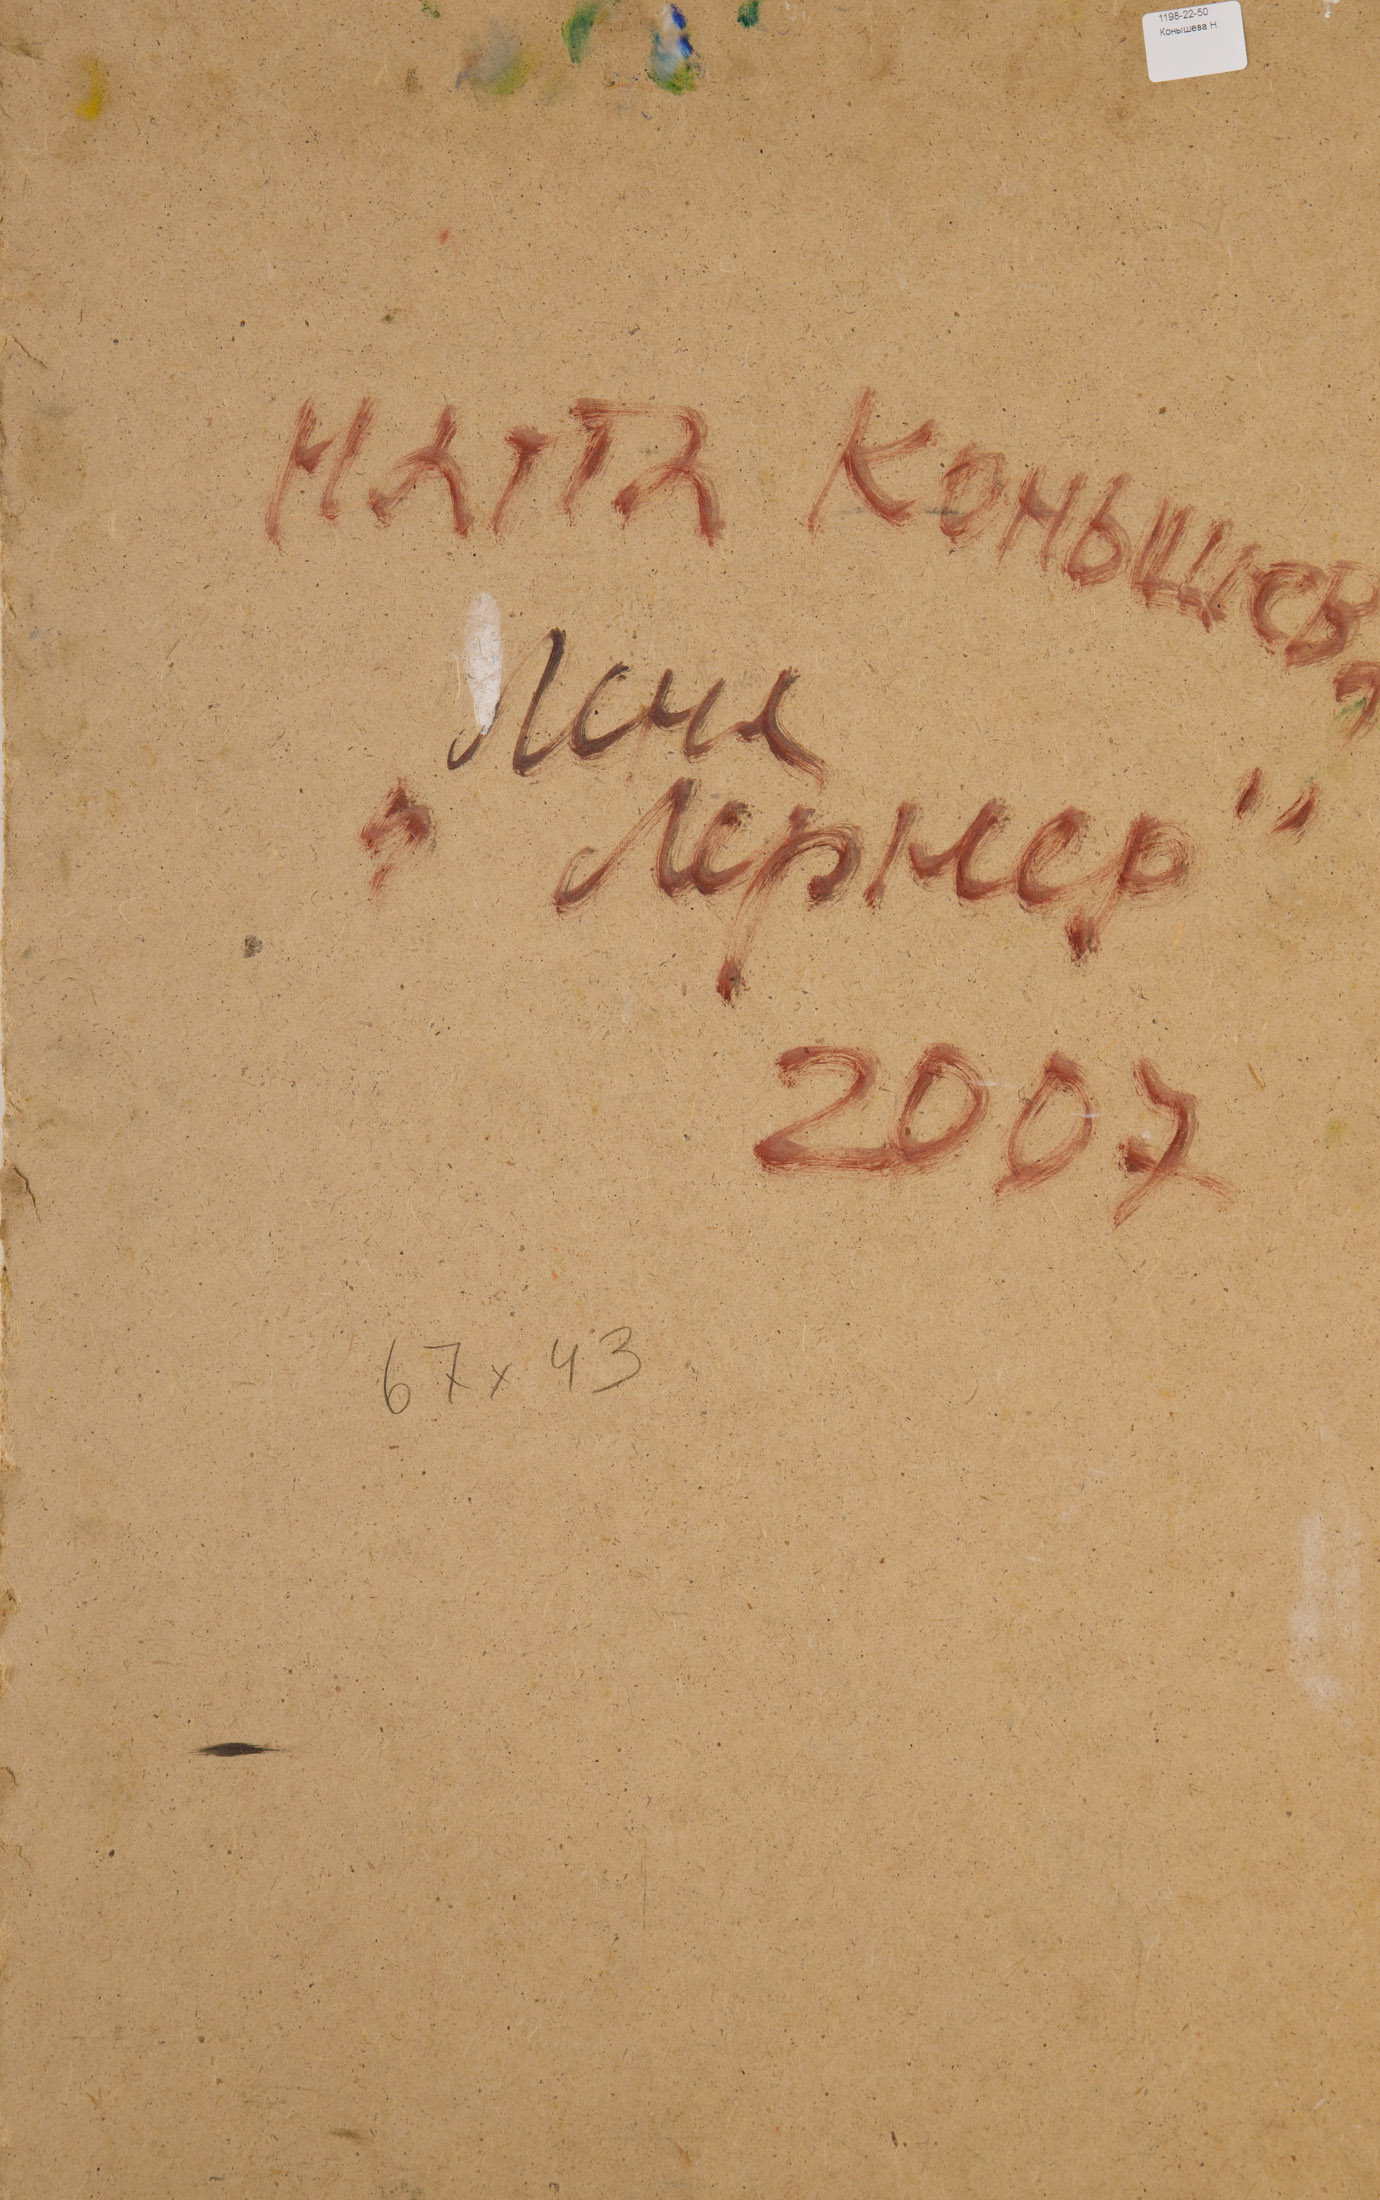 1198-22-50
Конышева Н.
НАТТА КОНЫШЕВА
Лена
"Лернер"
2007
67 x 43